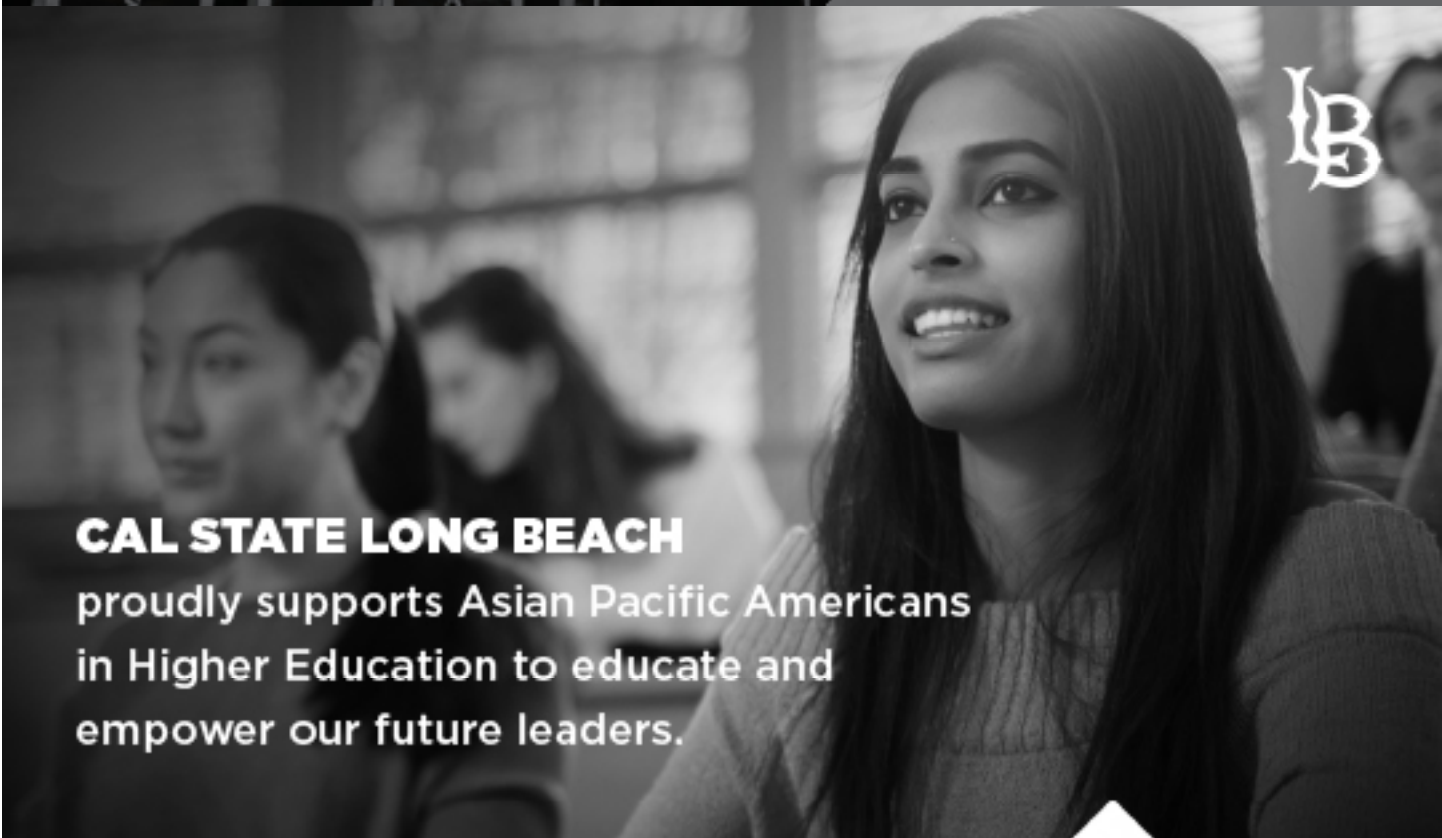 LB
CAL STATE LONG BEACH
proudly supports Asian Pacific Americans
in Higher Education to educate and
empower our future leaders.